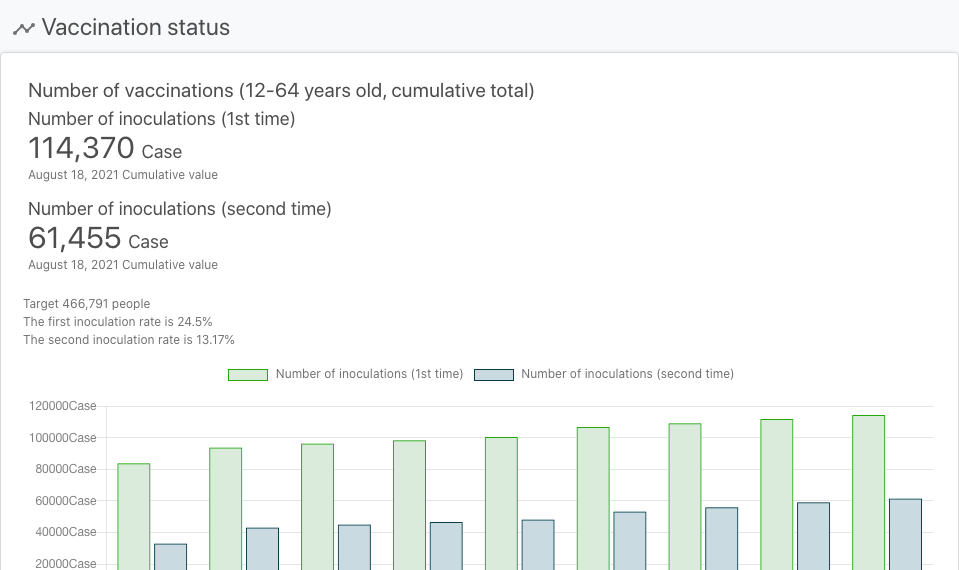 Vaccination status
Number of vaccinations (12-64 years old, cumulative total)
Number of inoculations (1st time)
114,370 Case
August 18, 2021 Cumulative value
Number of inoculations (second time)
61,455 Case
August 18, 2021 Cumulative value
Target 466,791 people
The first inoculation rate is 24.5%
The second inoculation rate is 13.17%
Number of inoculations (1st time) Number of inoculations (second time)
120000Case
100000Case
80000Case
60000Case
40000Case
20000Case